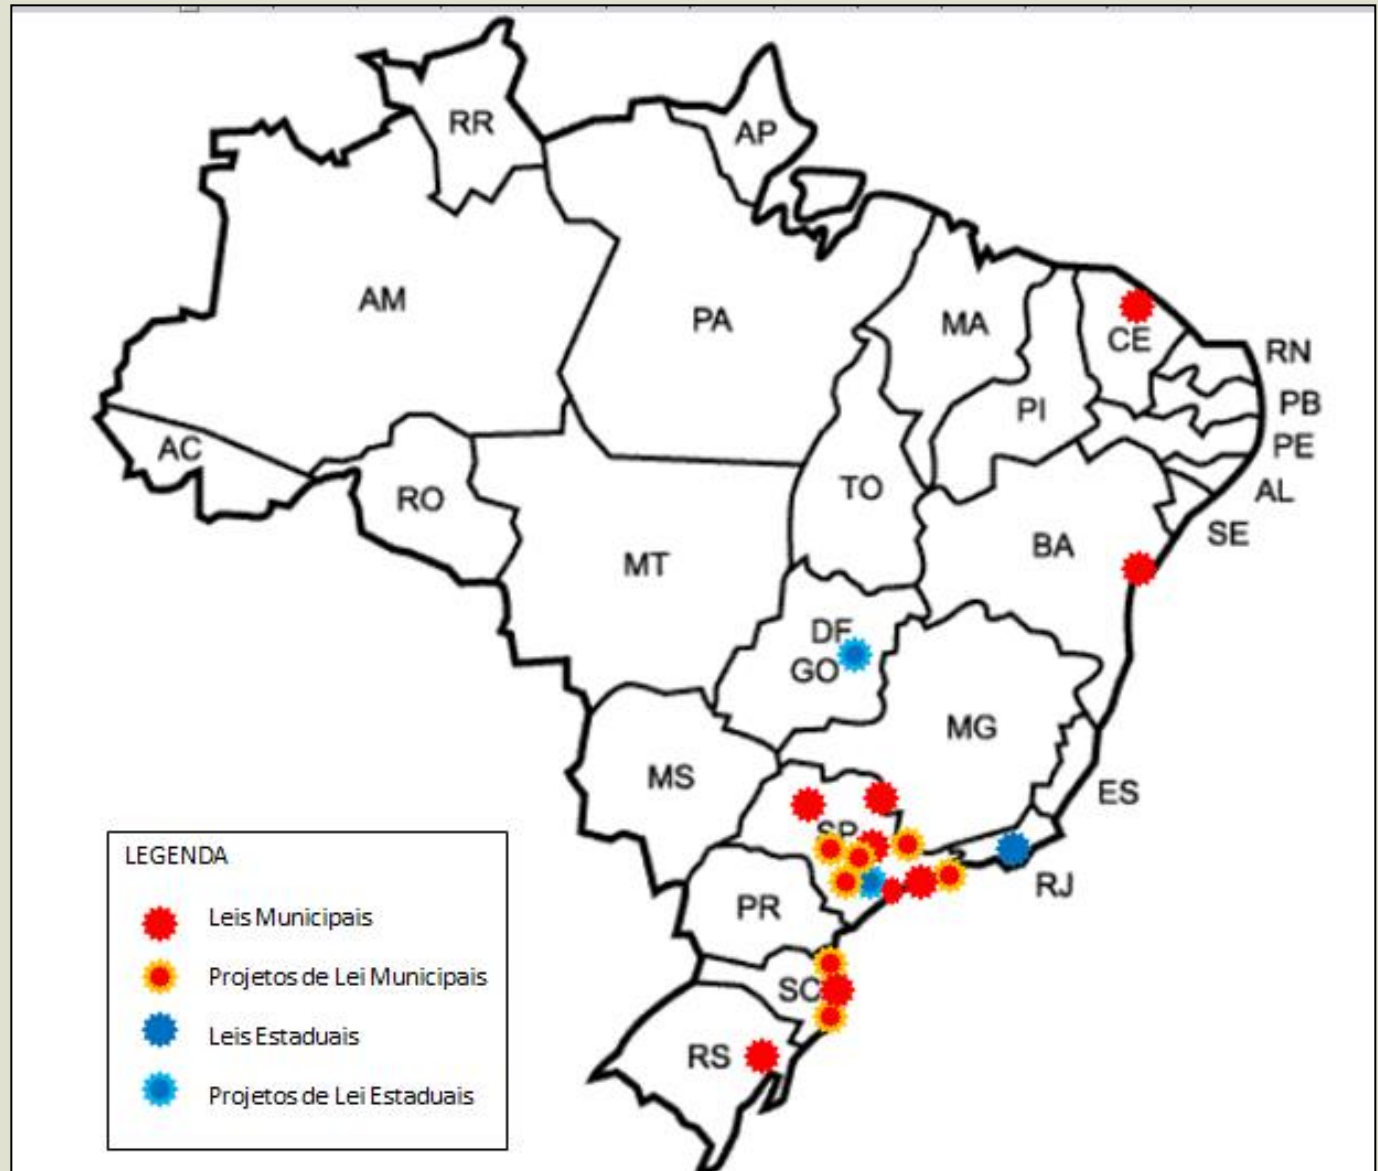 RR
AP
AM
PA
MA
CE
RN
PI
PB
PE
AC
RO
TO
AL
SE
BA
MT
DF
GO
MG
MS
ES
SP
RJ
PR
SC
RS
LEGENDA
Leis Municipais
Projetos de Lei Municipais
Leis Estaduais
Projetos de Lei Estaduais